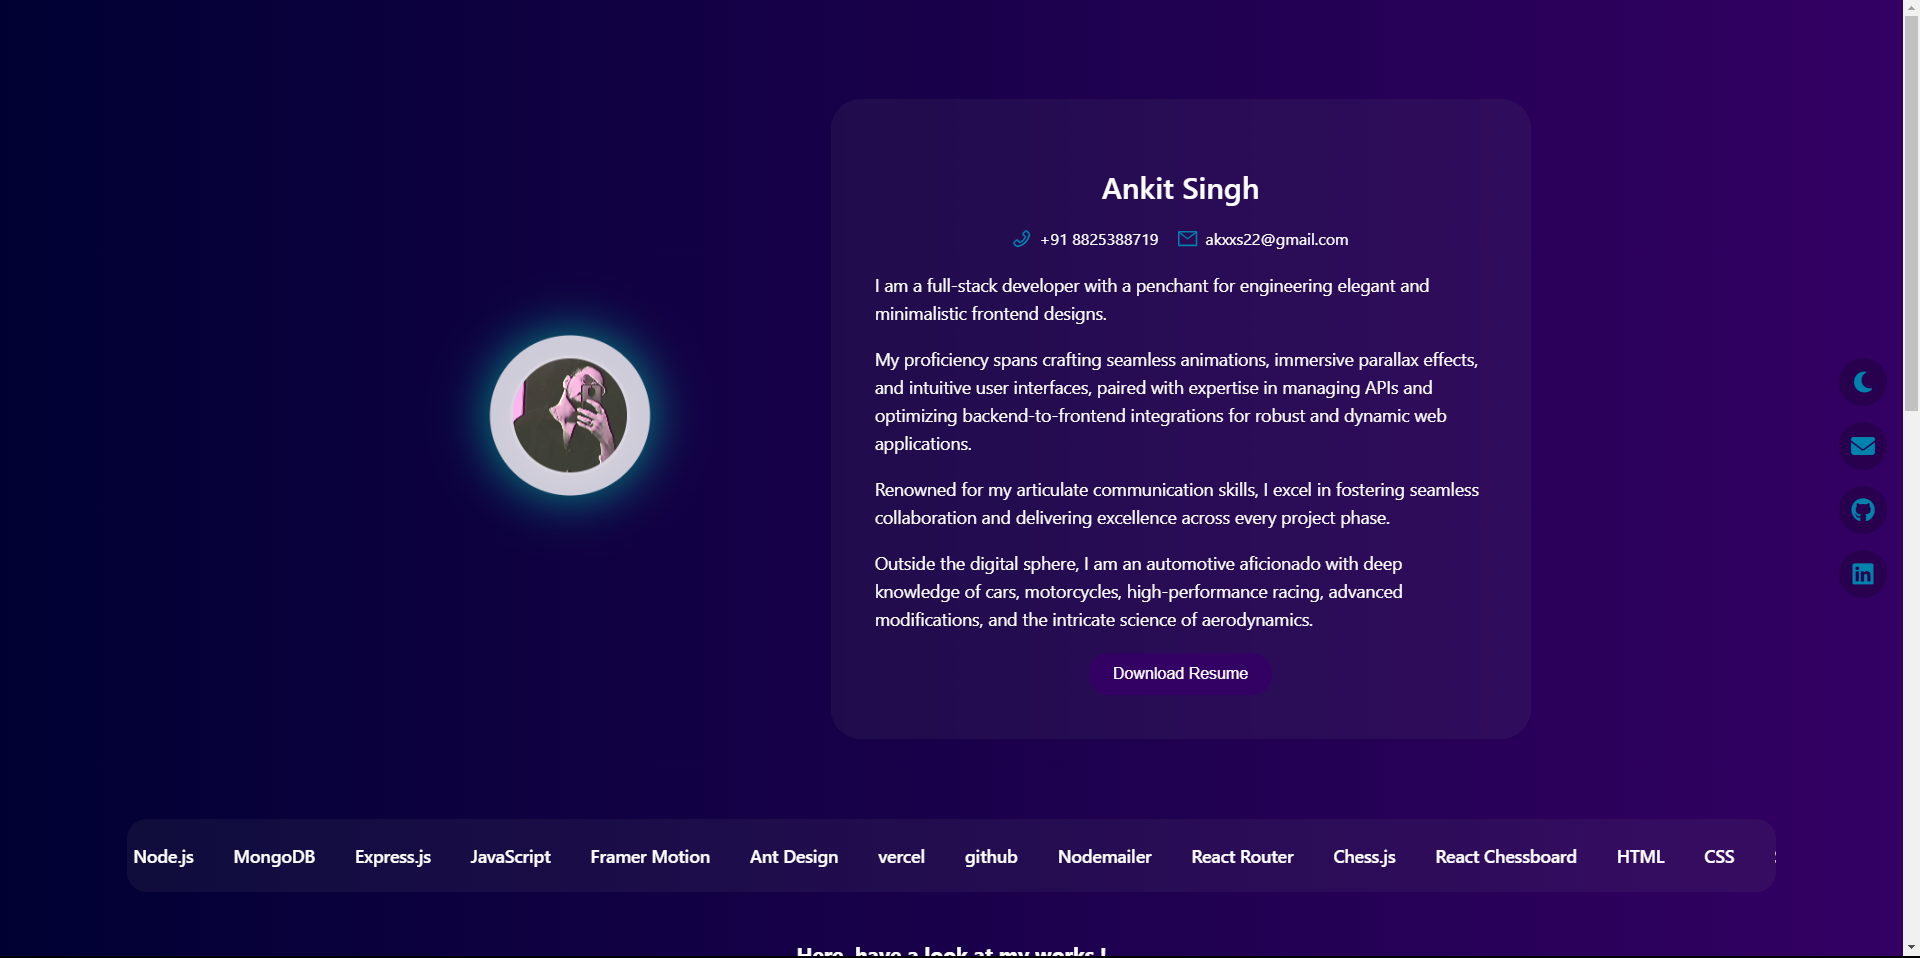 Ankit Singh
+91 8825388719 akxxs22@gmail.com
I am a full-stack developer with a penchant for engineering elegant and
minimalistic frontend designs.
My proficiency spans crafting seamless animations, immersive parallax effects,
and intuitive user interfaces, paired with expertise in managing APIs and
optimizing backend-to-frontend integrations for robust and dynamic web
applications.
Renowned for my articulate communication skills, I excel in fostering seamless
collaboration and delivering excellence across every project phase.
Outside the digital sphere, I am an automotive aficionado with deep
knowledge of cars, motorcycles, high-performance racing, advanced
modifications, and the intricate science of aerodynamics.
Download Resume
Node.js MongoDB Express.js JavaScript Framer Motion Ant Design vercel github Nodemailer React Router Chess.js React Chessboard HTML CSS
Here, have a look at my works !